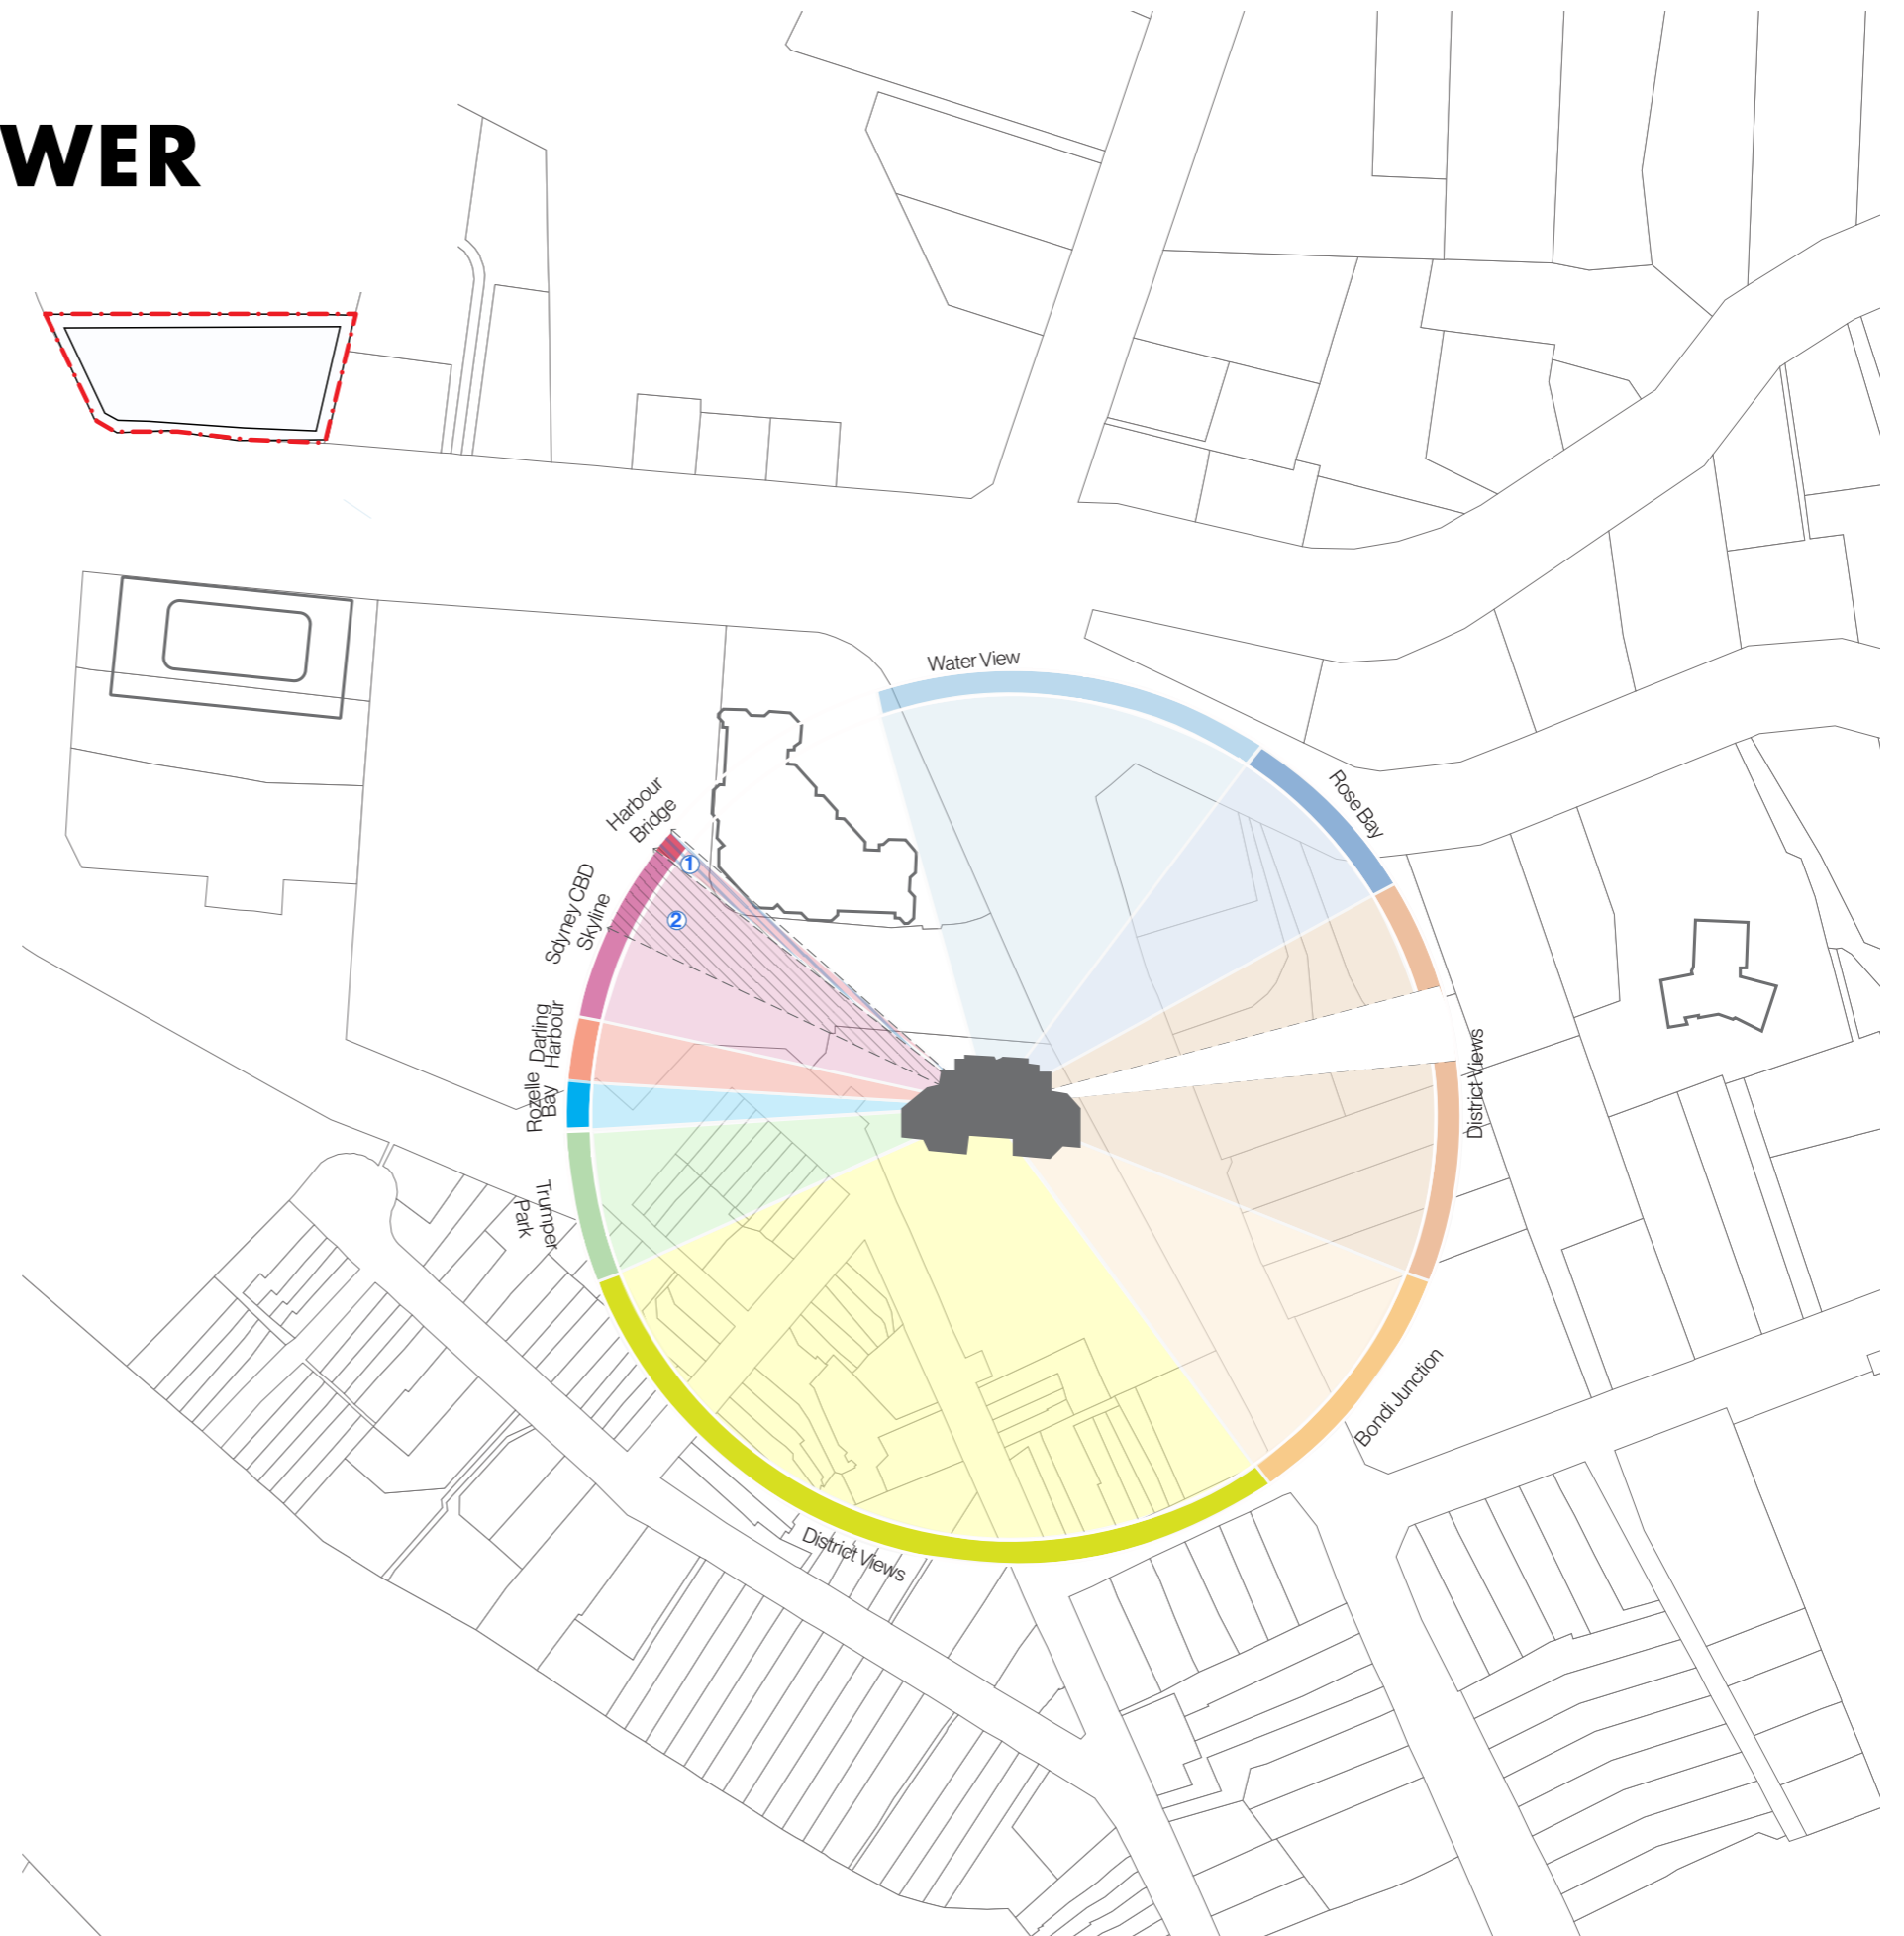 WER
Water View
Rose Bay
Harbour
Bridge
1
Sdyney CBD
Skyline
2
Darling
Harbour
Rozelle
Bay
District Views
Trumper
Park
Bondi Junction
District Views